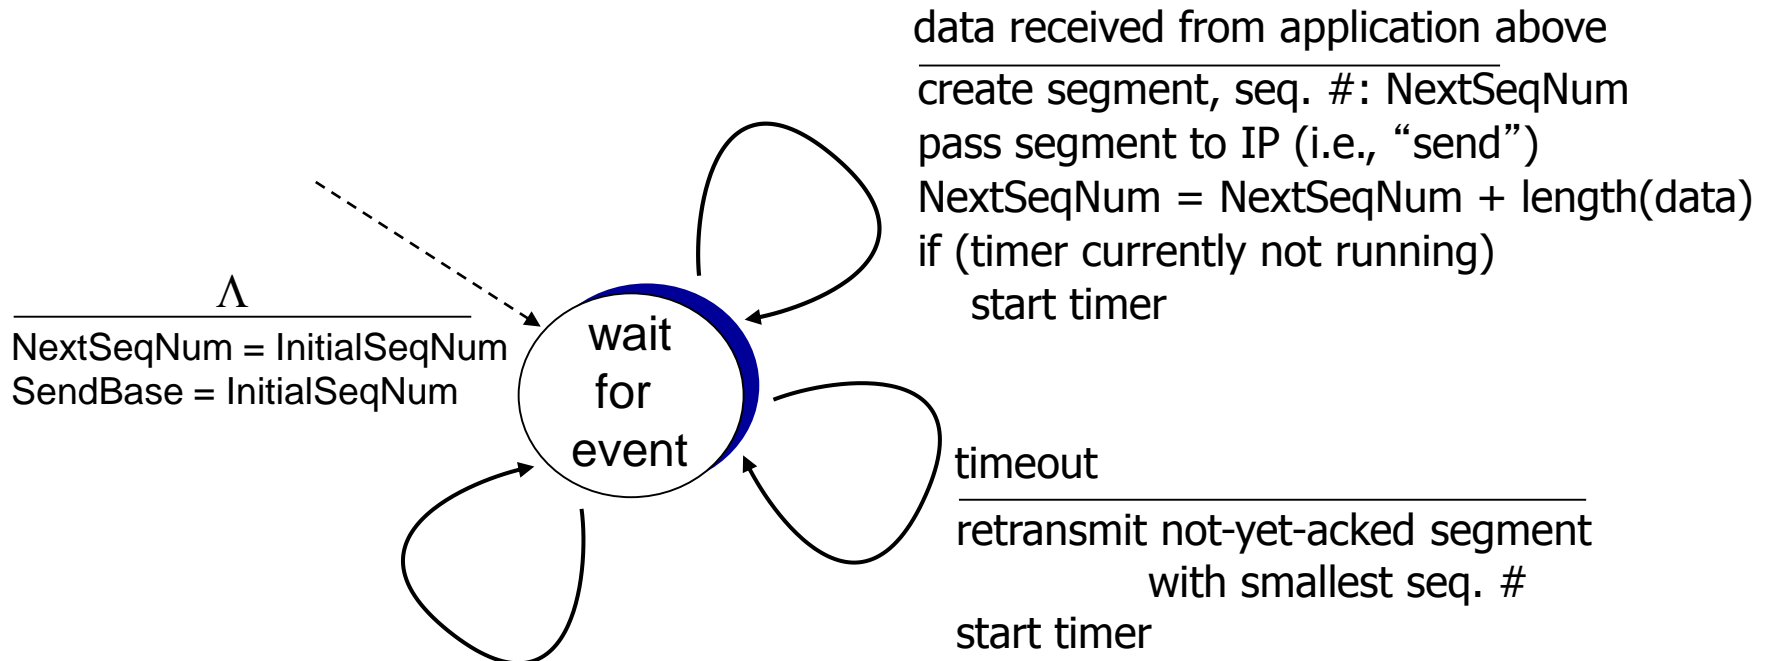 data received from application above
create segment, seq. #: NextSeqNum
pass segment to IP (i.e., “send”)
NextSeqNum = NextSeqNum + length(data)
if (timer currently not running)
start timer
Λ
NextSeqNum = InitialSeqNum
SendBase = InitialSeqNum
wait
for
event
timeout
retransmit not-yet-acked segment
with smallest seq. #
start timer